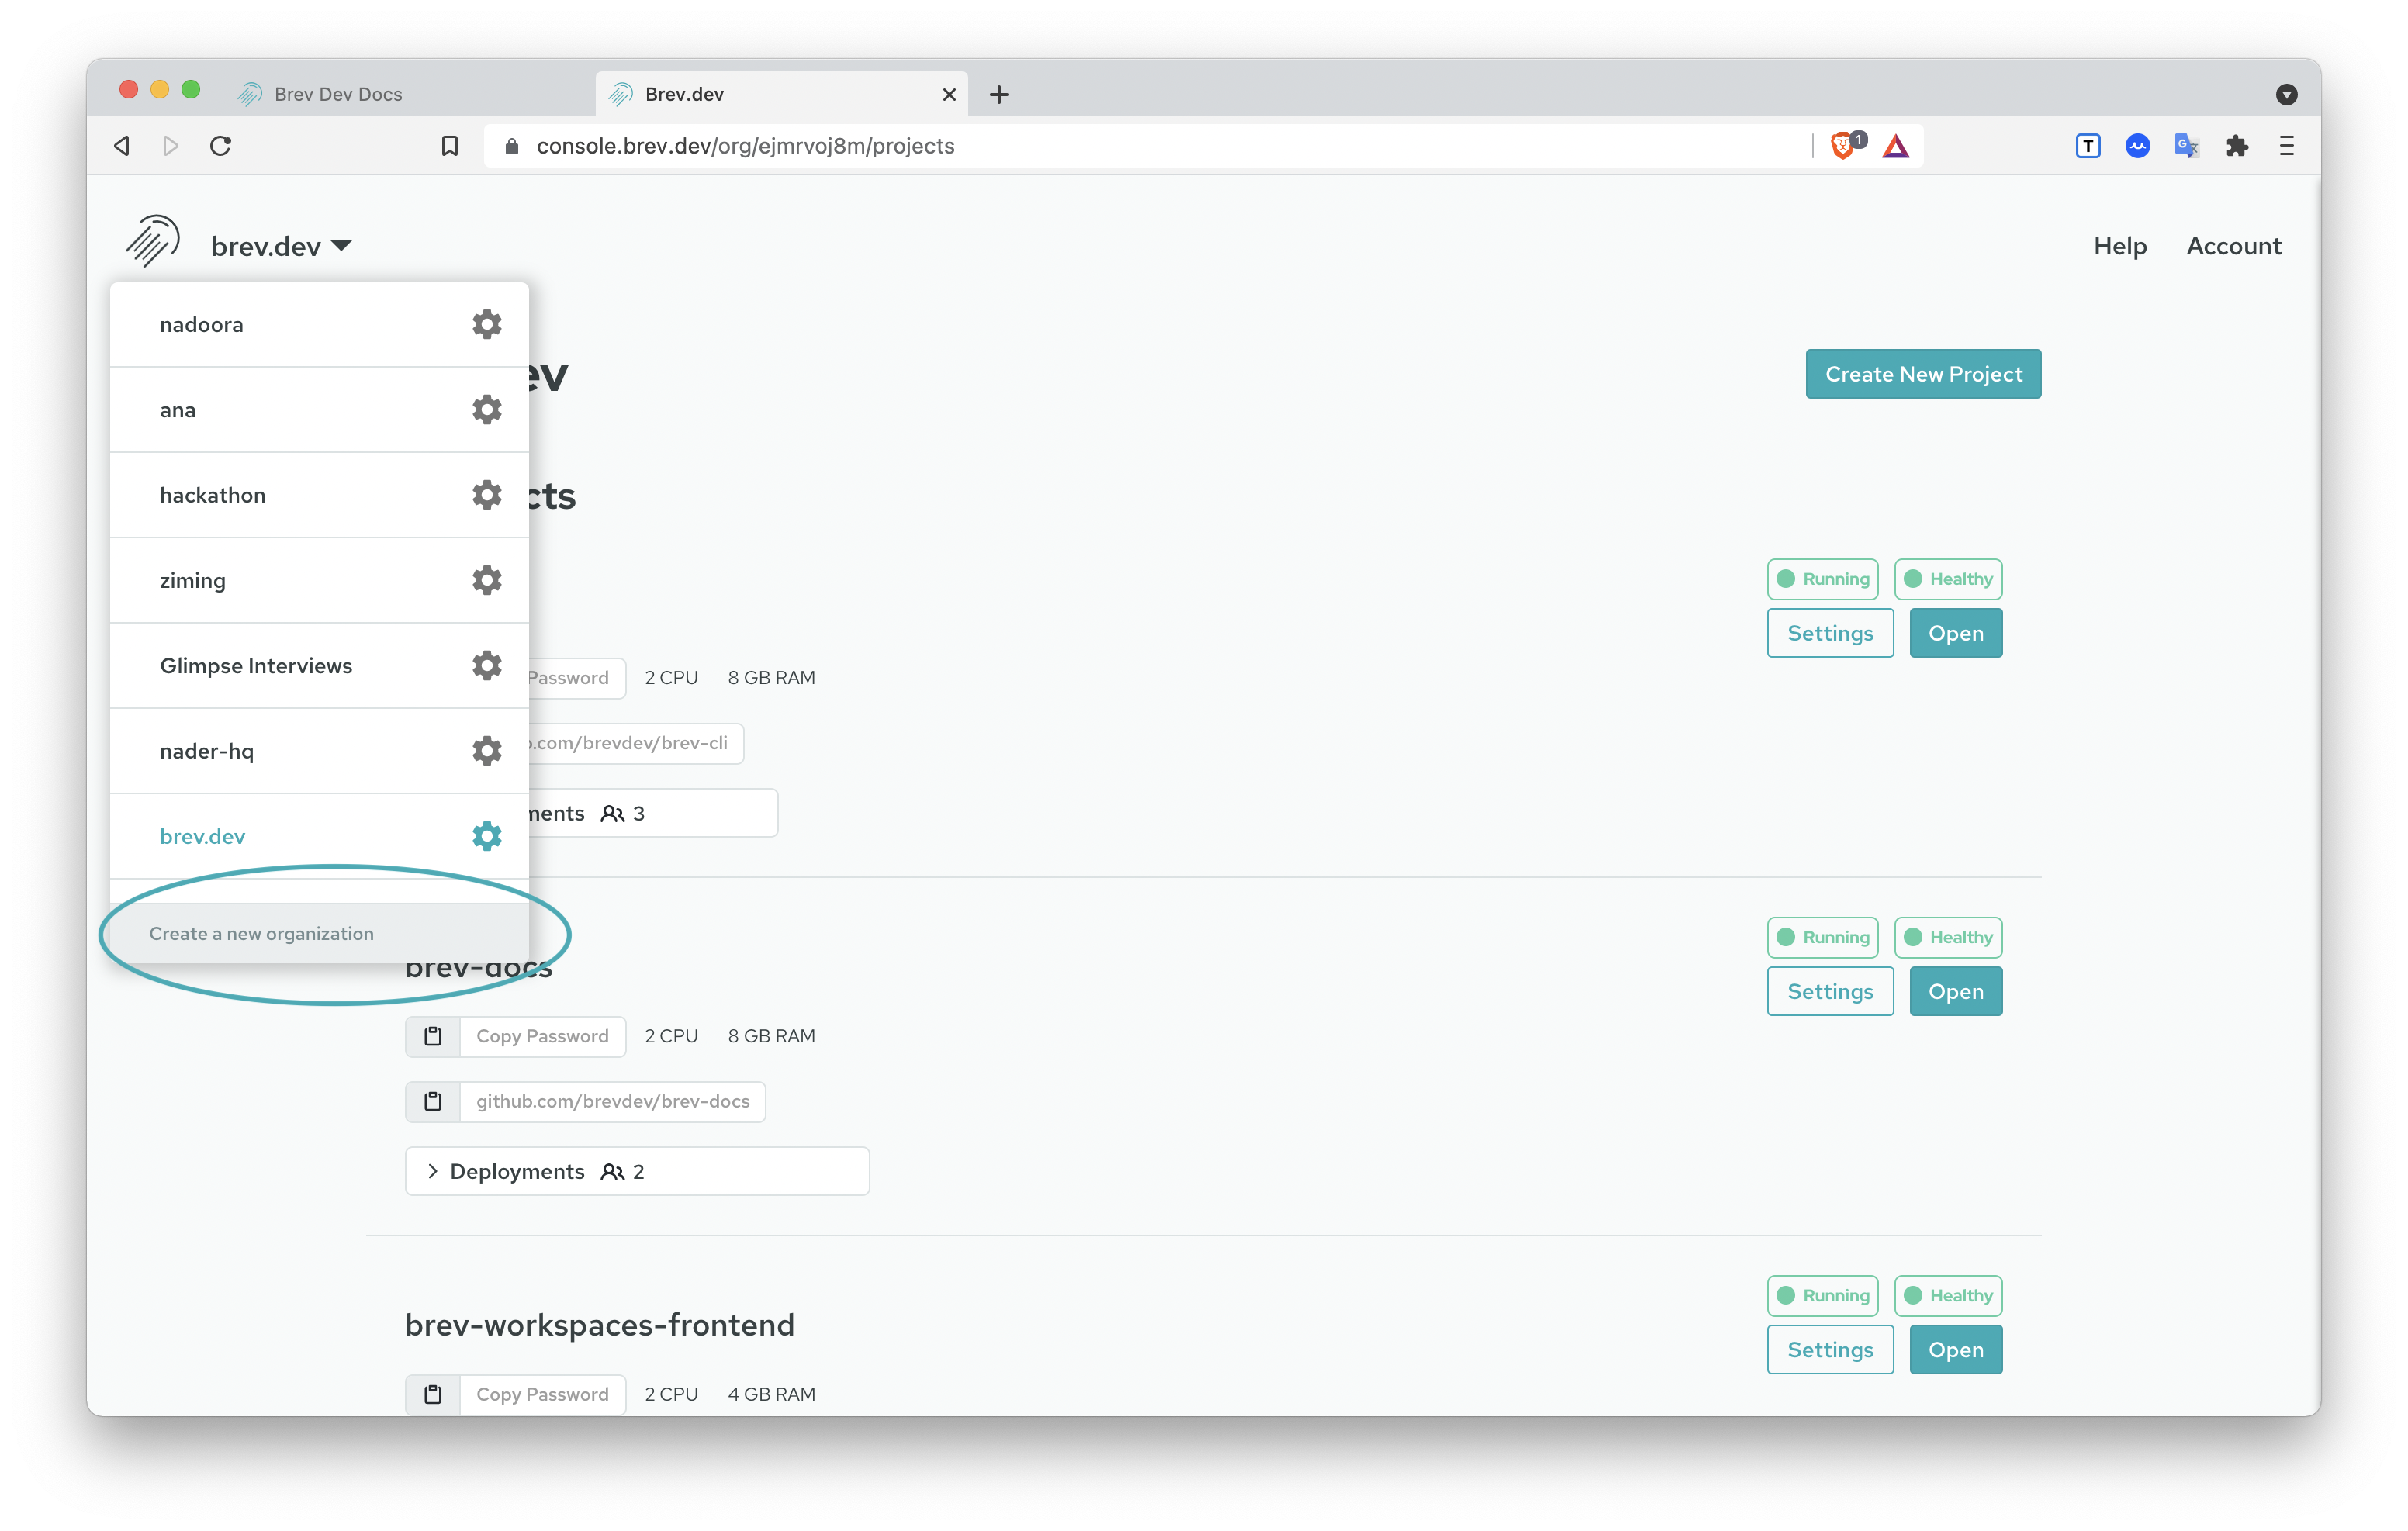 Brev Dev Docs
Brev.dev
console.brev.dev/org/ejmrvoj8m/projects
1
T
brev.dev
Help
Account
nadoora
ana
hackathon
ziming
Glimpse Interviews
nader-hq
brev.dev
Create a new organization
ev
Create New Project
cts
Running
Healthy
Settings
Open
Password
2 CPU
8 GB RAM
.com/brevdev/brev-cli
ments
3
brev-docs
Running
Healthy
Settings
Open
Copy Password
2 CPU
8 GB RAM
github.com/brevdev/brev-docs
Deployments
2
brev-workspaces-frontend
Running
Healthy
Settings
Open
Copy Password
2 CPU
4 GB RAM